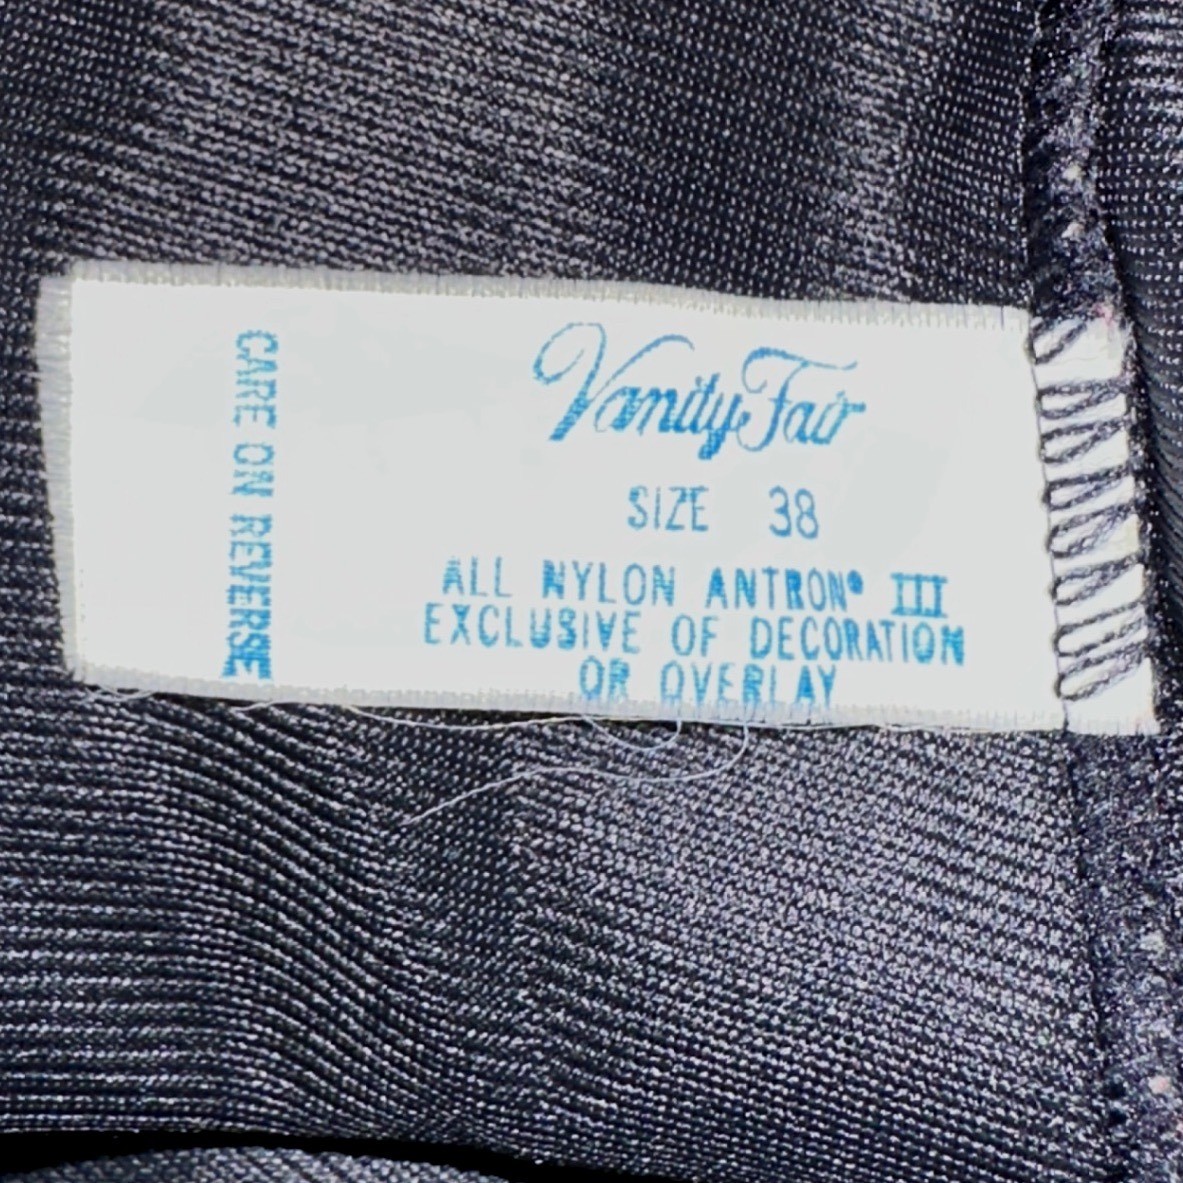 Vanity Fair
SIZE 38
ALL NYLON ANTRON® III
EXCLUSIVE OF DECORATION
OR OVERLAY
CARE ON REVERSE